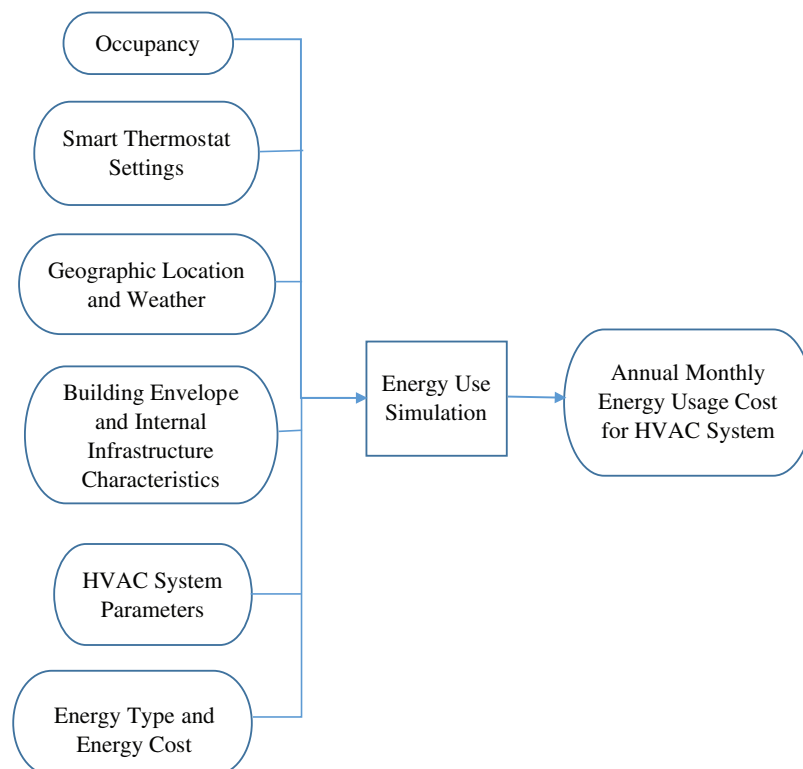 Occupancy
Smart Thermostat
Settings
Geographic Location
and Weather
Building Envelope
and Internal
Infrastructure
Characteristics
HVAC System
Parameters
Energy Type and
Energy Cost
Energy Use
Simulation
Annual Monthly
Energy Usage Cost
for HVAC System